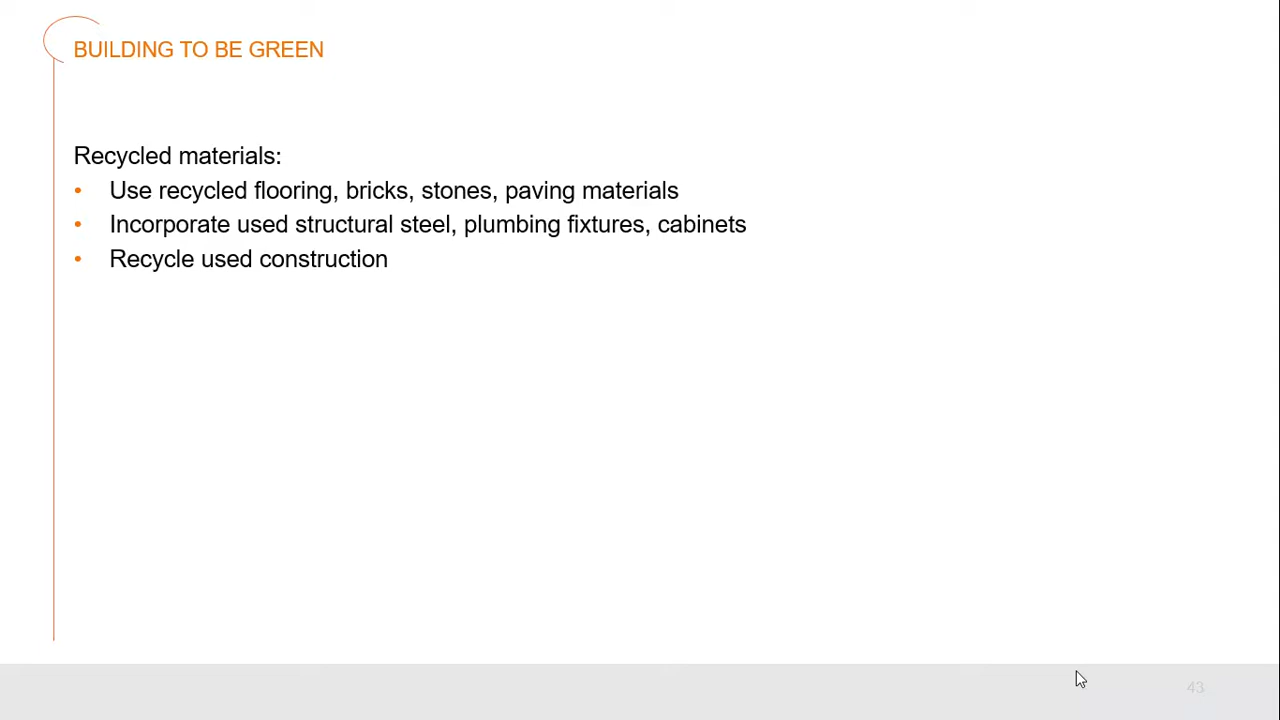 BUILDING TO BE GREEN
Recycled materials:
• Use recycled flooring, bricks, stones, paving materials
• Incorporate used structural steel, plumbing fixtures, cabinets
• Recycle used construction
43